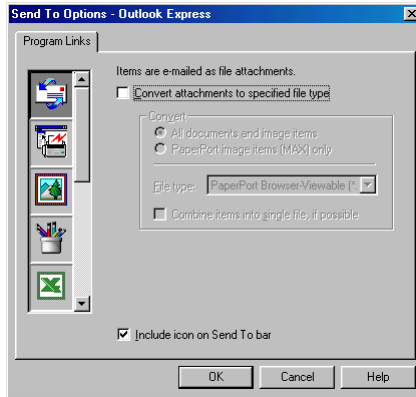 Send To Options - Outlook Express
Program Links
Items are e-mailed as file attachments.
Convert attachments to specified file type
Convert
All documents and image items
PaperPort image items (MAX) only
File type: PaperPort Browser-Viewable (*.
Combine items into single file, if possible
Include icon on Send To bar
OK Cancel Help